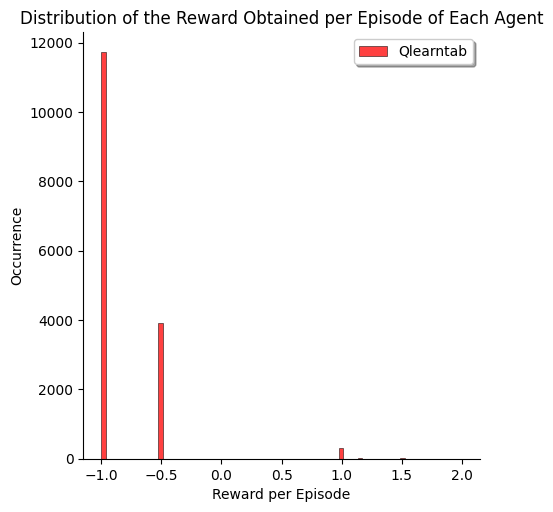 Distribution of the Reward Obtained per Episode of Each Agent
Qlearntab
12000
10000
8000
6000
4000
2000
0
Occurrence
−1.0 −0.5 0.0 0.5 1.0 1.5 2.0
Reward per Episode